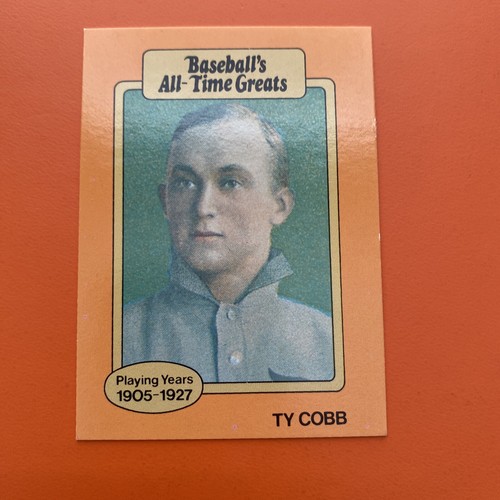 Baseball's
All-Time Greats
Playing Years
1905-1927
TY COBB